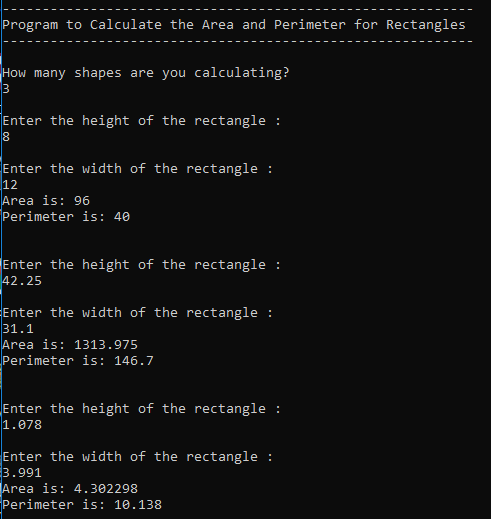 ----------------------------------------------------------
Program to Calculate the Area and Perimeter for Rectangles
-----------------------------------------------------------
How many shapes are you calculating?
3
Enter the height of the rectangle :
8
Enter the width of the rectangle :
12
Area is: 96
Perimeter is: 40
Enter the height of the rectangle :
42.25
Enter the width of the rectangle :
31.1
Area is: 1313.975
Perimeter is: 146.7
Enter the height of the rectangle :
1.078
Enter the width of the rectangle :
3.991
Area is: 4.302298
Perimeter is: 10.138